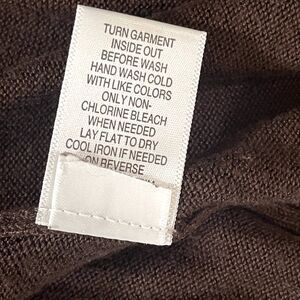 TURN GARMENT
INSIDE OUT
BEFORE WASH
HAND WASH COLD
WITH LIKE COLORS
ONLY NON-
CHLORINE BLEACH
WHEN NEEDED
LAY FLAT TO DRY
COOL IRON IF NEEDED
ON REVERSE